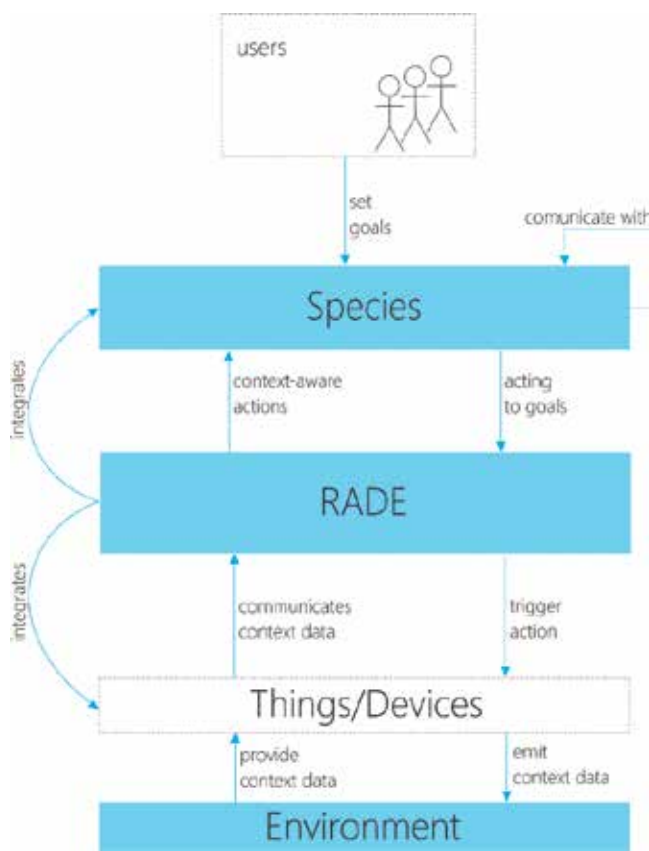 users
set
goals
comunicate with
Species
integrates
context-aware
actions
acting
to goals
RADE
integrates
communicates
context data
trigger
action
Things/Devices
provide
context data
emit
context data
Environment